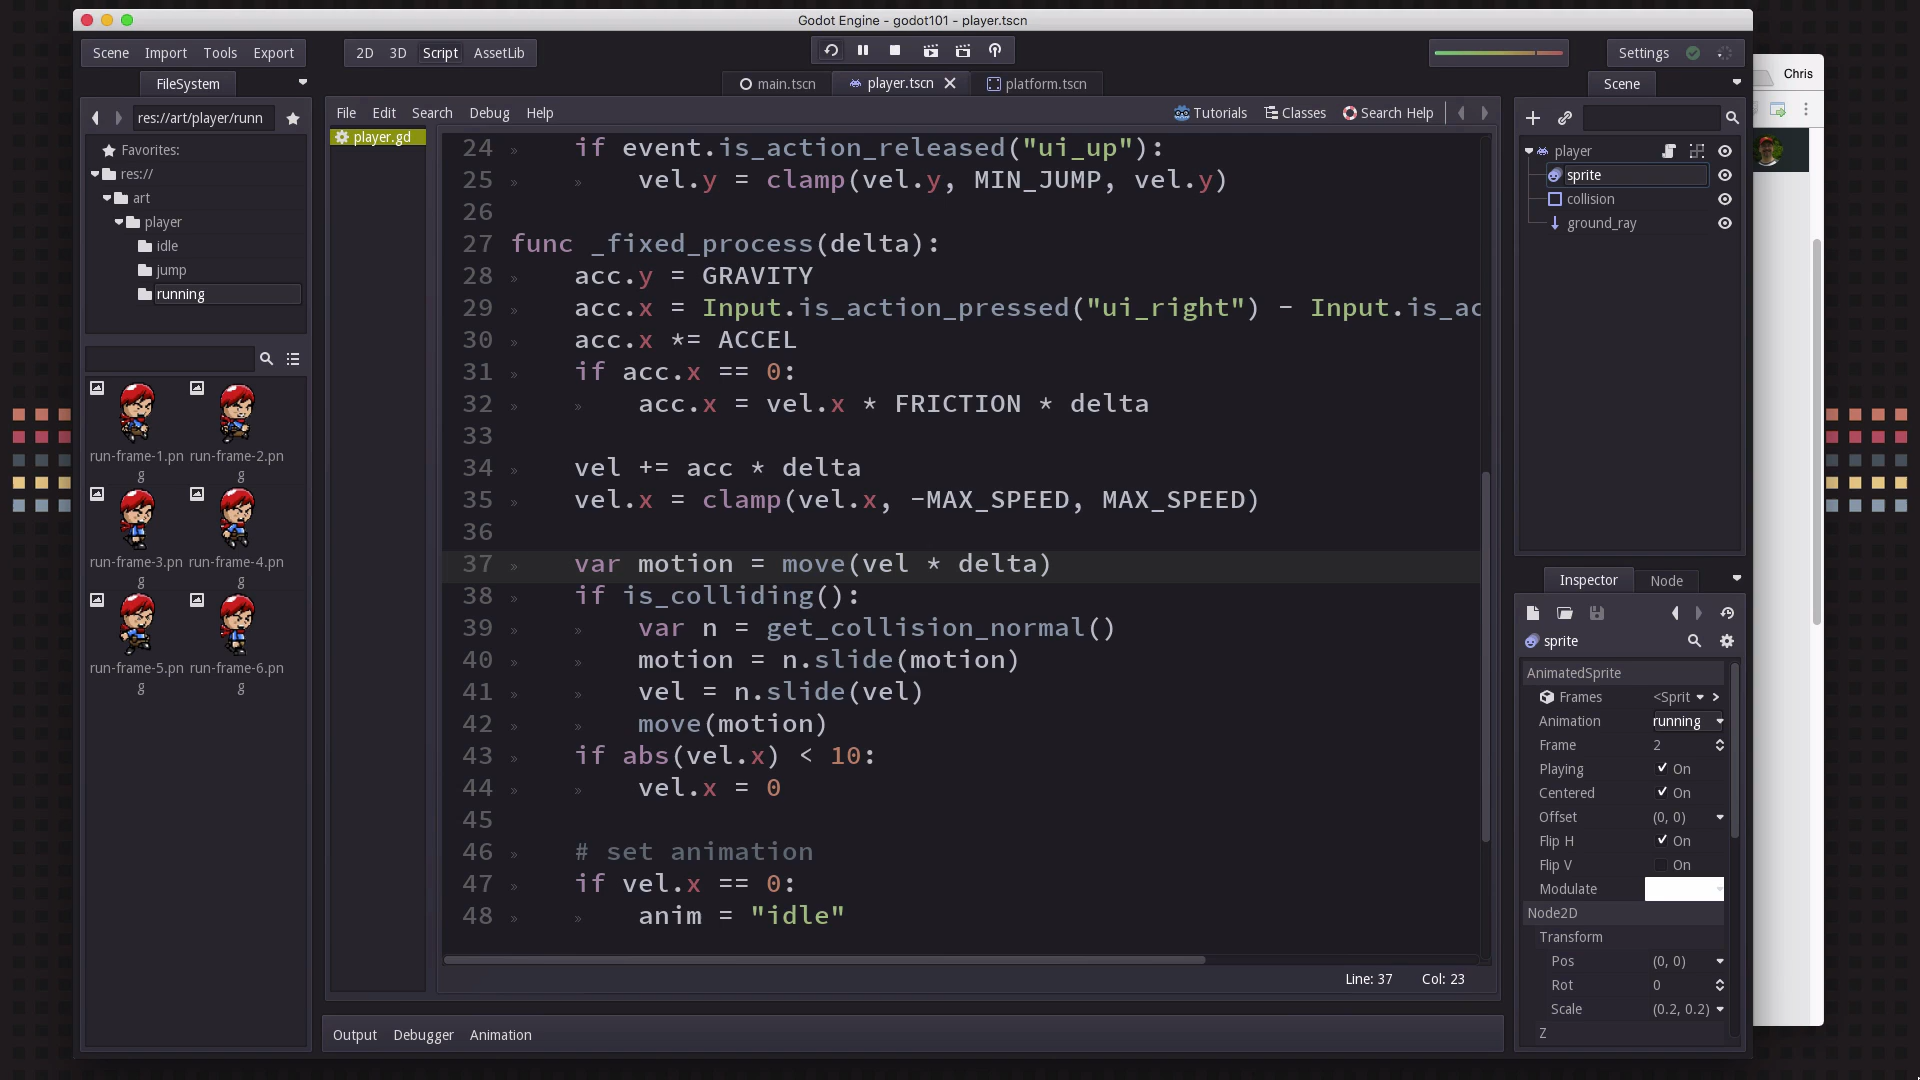 Godot Engine - godot101 - player.tscn
Scene Import Tools Export
2D 3D Script AssetLib
Settings
Chris
FileSystem
main.tscn
player.tscn
platform.tscn
Scene
res://art/player/runn
Favorites:
res://
art
player
idle
jump
running
run-frame-1.pn
g
run-frame-2.pn
g
run-frame-3.pn
g
run-frame-4.pn
g
run-frame-5.pn
g
run-frame-6.pn
g
File Edit Search Debug Help
Tutorials Classes Search Help
player.gd
24 » if event.is_action_released("ui_up"):
25 » » vel.y = clamp(vel.y, MIN_JUMP, vel.y)
26
27 func _fixed_process(delta):
28 » acc.y = GRAVITY
29 » acc.x = Input.is_action_pressed("ui_right") - Input.is_ac
30 » acc.x *= ACCEL
31 » if acc.x == 0:
32 » » acc.x = vel.x * FRICTION * delta
33
34 » vel += acc * delta
35 » vel.x = clamp(vel.x, -MAX_SPEED, MAX_SPEED)
36
37 » var motion = move(vel * delta)
38 » if is_colliding():
39 » » var n = get_collision_normal()
40 » » motion = n.slide(motion)
41 » » vel = n.slide(vel)
42 » » move(motion)
43 » if abs(vel.x) < 10:
44 » » vel.x = 0
45
46 » # set animation
47 » if vel.x == 0:
48 » » anim = "idle"
Line: 37 Col: 23
Output Debugger Animation
player
sprite
collision
ground_ray
Inspector Node
sprite
AnimatedSprite
Frames <Sprit
Animation running
Frame 2
Playing On
Centered On
Offset (0, 0)
Flip H On
Flip V On
Modulate
Node2D
Transform
Pos (0, 0)
Rot 0
Scale (0.2, 0.2)
Z